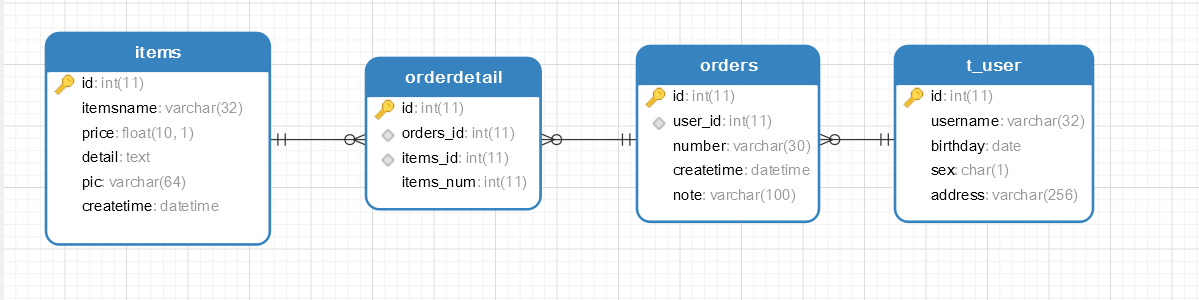 items
id: int(11)
itemsname: varchar(32)
price: float(10, 1)
detail: text
pic: varchar(64)
createtime: datetime
orderdetail
id: int(11)
orders_id: int(11)
items_id: int(11)
items_num: int(11)
orders
id: int(11)
user_id: int(11)
number: varchar(30)
createtime: datetime
note: varchar(100)
t_user
id: int(11)
username: varchar(32)
birthday: date
sex: char(1)
address: varchar(256)